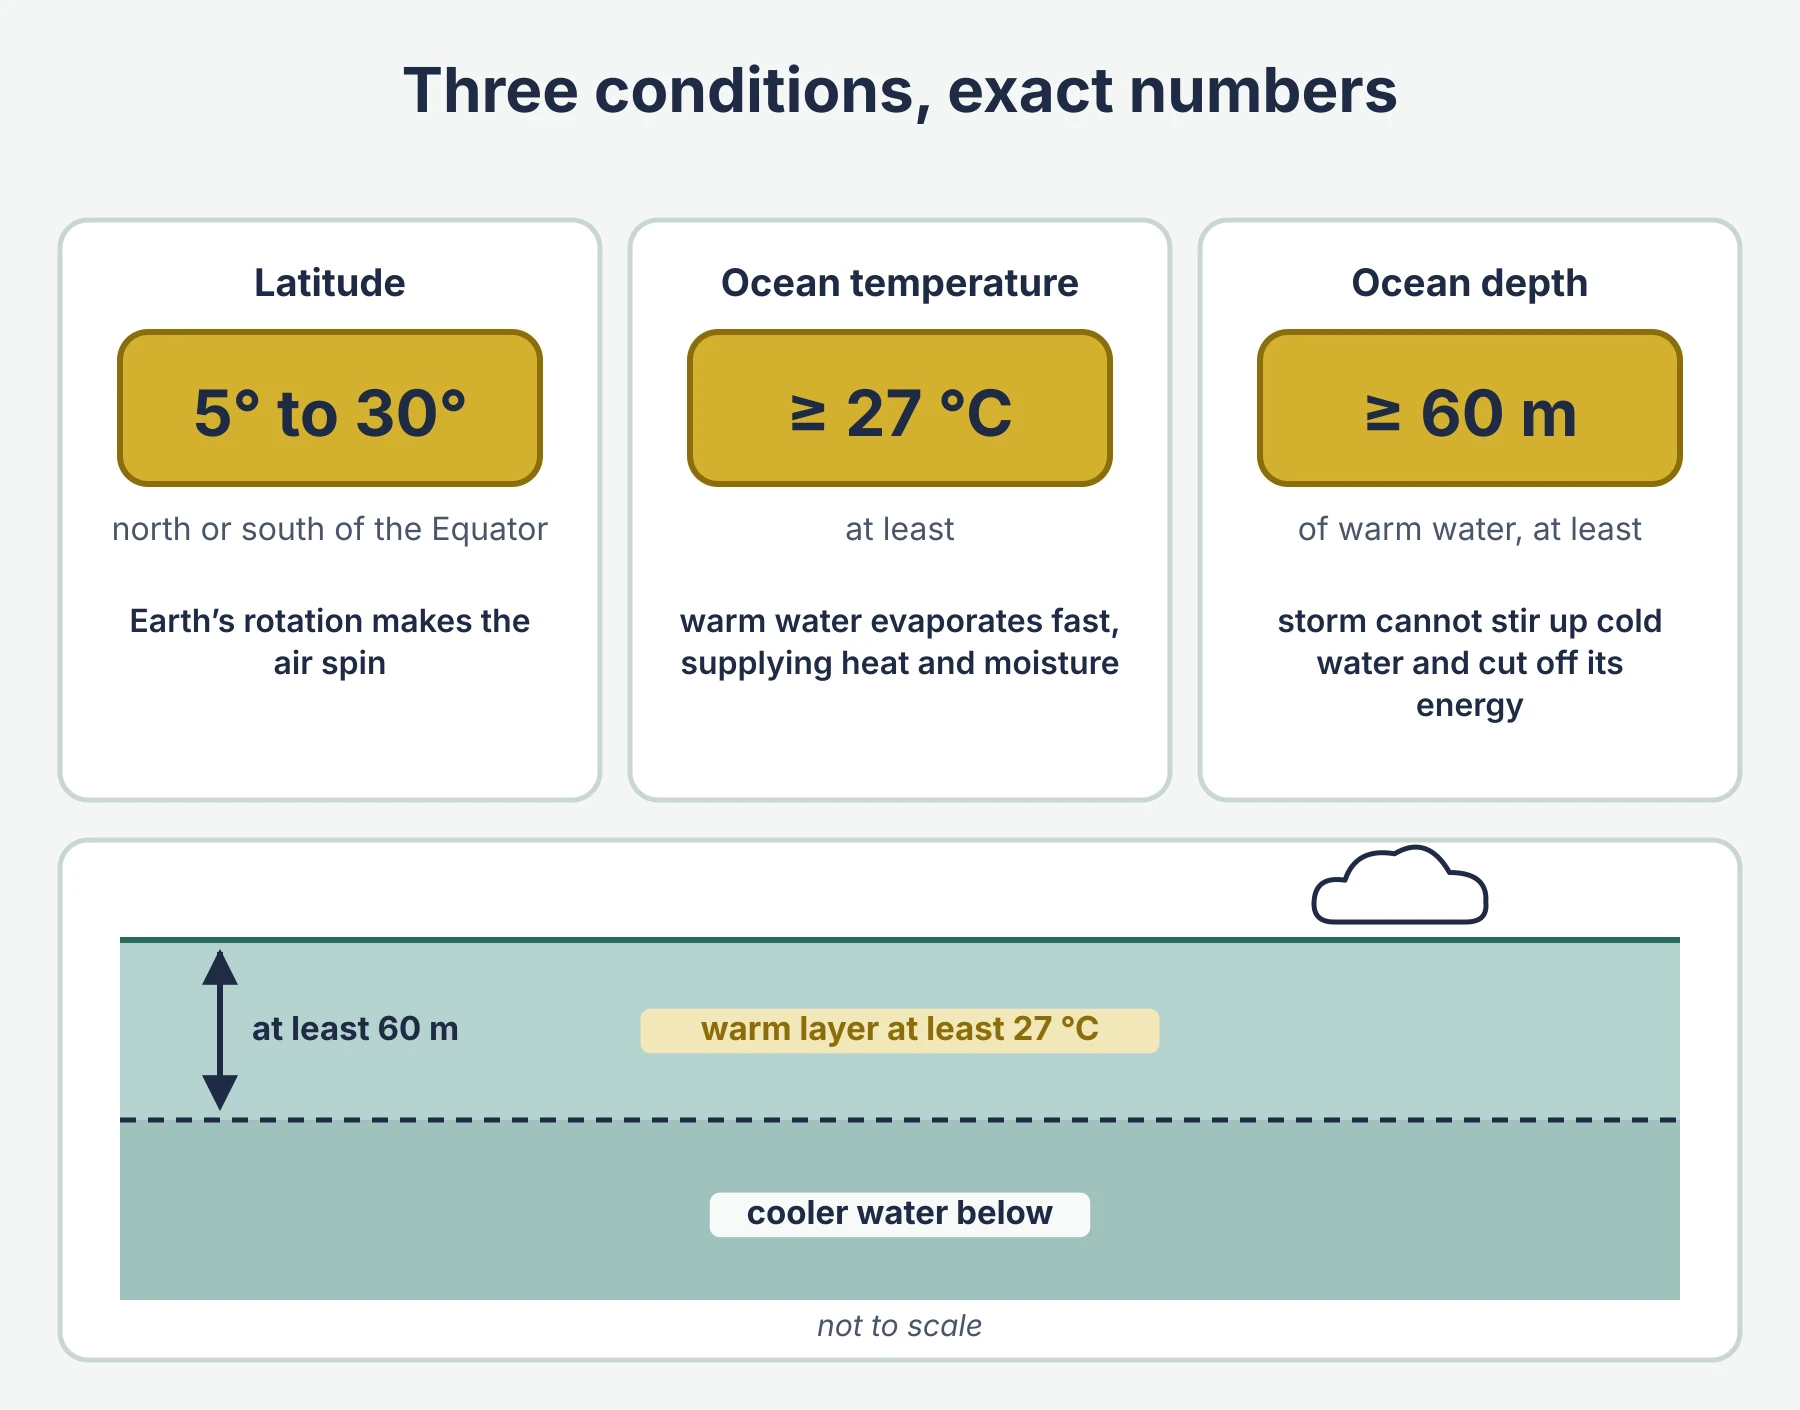 Three conditions, exact numbers
Latitude
5° to 30°
north or south of the Equator
Earth’s rotation makes the
air spin
Ocean temperature
≥ 27 °C
at least
warm water evaporates fast,
supplying heat and moisture
Ocean depth
≥ 60 m
of warm water, at least
storm cannot stir up cold
water and cut off its
energy
at least 60 m
warm layer at least 27 °C
cooler water below
not to scale